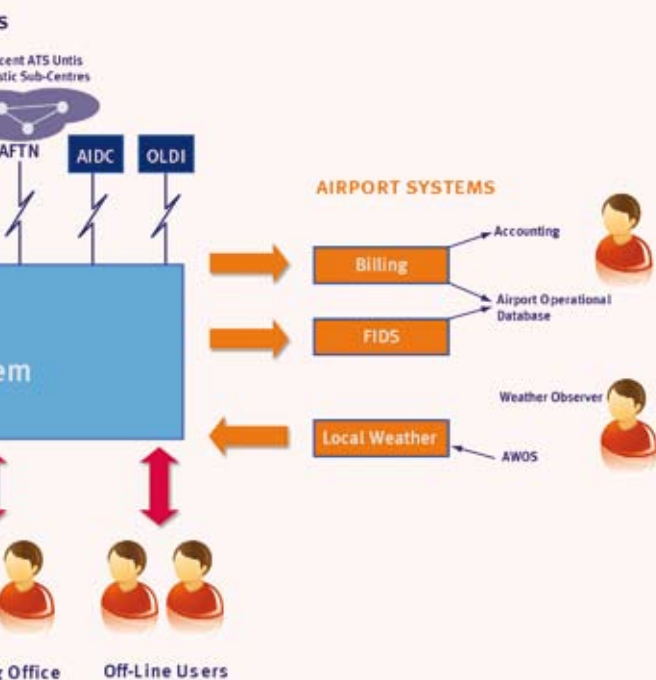 s
cent ATS Untis
stic Sub-Centres
AFTN
AIDC
OLDI
AIRPORT SYSTEMS
Accounting
Billing
Airport Operational
Database
FIDS
em
Weather Observer
Local Weather
AWOS
g Office
Off-Line Users